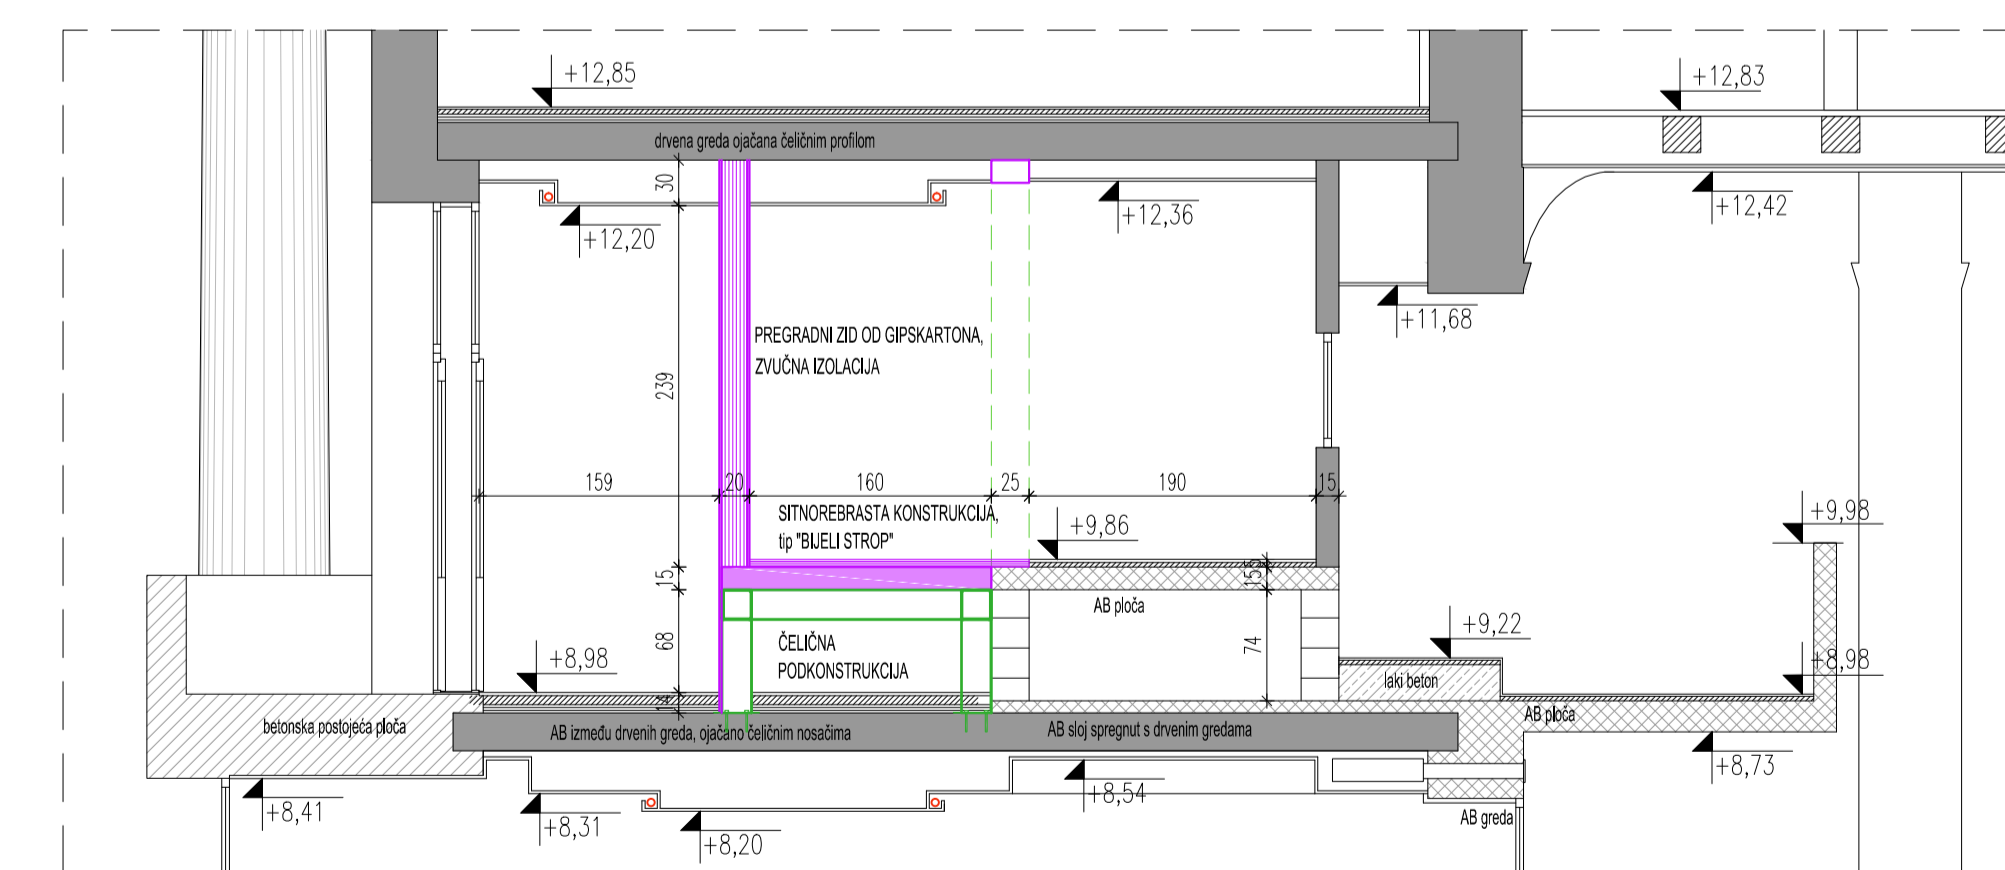 +12,85
+12,83
drvena greda ojačana čeličnim profilom
30
+12,20
+12,36
+12,42
+11,68
PREGRADNI ZID OD GIPSKARTONA,
ZVUČNA IZOLACIJA
239
159
20
160
25
190
15
SITNOREBRASTA KONSTRUKCIJA,
tip "BIJELI STROP"
+9,86
+9,98
15
15
AB ploča
ČELIČNA
PODKONSTRUKCIJA
68
74
+9,22
+8,98
+8,98
laki beton
14
AB ploča
betonska postojeća ploča
AB između drvenih greda, ojačano čeličnim nosačima
AB sloj spregnut s drvenim gredama
+8,73
+8,41
+8,31
+8,20
+8,54
AB greda